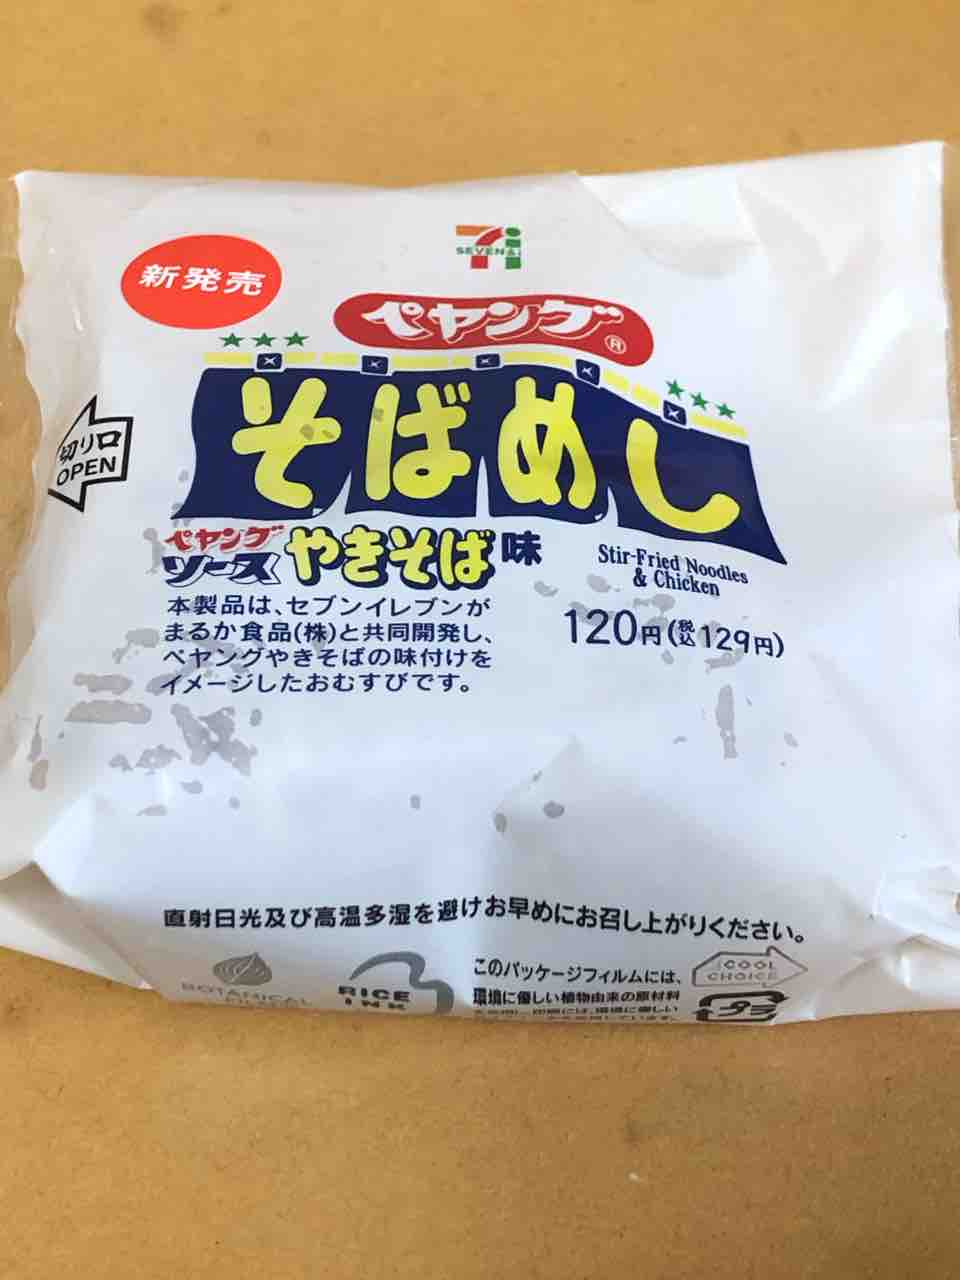 新発売
SEVEN&i
ペヤング®
そばめし
切り口
OPEN
ペヤング
ソースやきそば味
Stir-Fried Noodles
& Chicken
本製品は、セブンイレブンが
まるか食品(株)と共同開発し、
ペヤングやきそばの味付けを
イメージしたおむすびです。
120円(税込129円)
直射日光及び高温多湿を避けお早めにお召し上がりください。
BOTANICAL
RICE
INK
このパッケージフィルムには、
環境に優しい植物由来の原材料
COOL
CHOICE
プラ